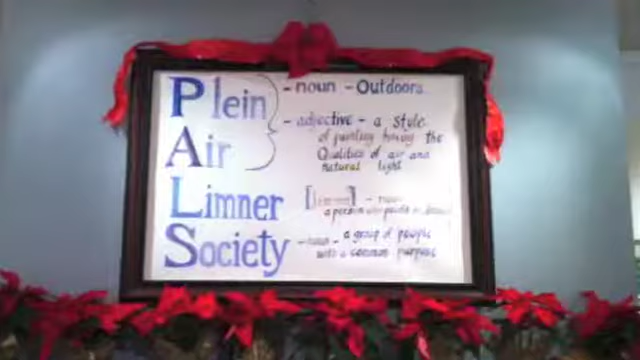 Plein - noun - Outdoors
Air - adjective - a style
of painting having the
Qualities of air and
natural light
Limner - noun
a person who paints or draws
Society - noun - a group of people
with a common purpose